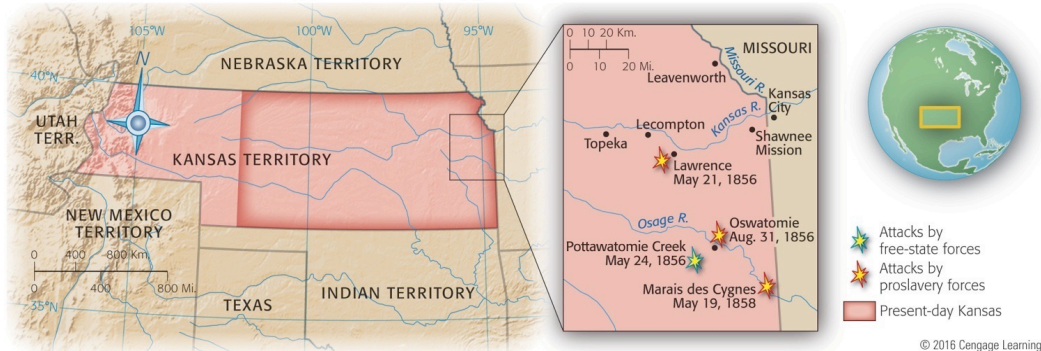 105°W
100°W
95°W
N
40°N
NEBRASKA TERRITORY
UTAH
TERR.
KANSAS TERRITORY
NEW MEXICO
TERRITORY
0 400 800 Km.
0 400 800 Mi.
35°N
TEXAS
INDIAN TERRITORY
0 10 20 Km.
0 10 20 Mi.
MISSOURI
Missouri R.
Leavenworth
Kansas
City
Kansas R.
Lecompton
Topeka
Shawnee
Mission
Lawrence
May 21, 1856
Osage R.
Oswatomie
Aug. 31, 1856
Pottawatomie Creek
May 24, 1856
Marais des Cygnes
May 19, 1858
Attacks by
free-state forces
Attacks by
proslavery forces
Present-day Kansas
© 2016 Cengage Learning